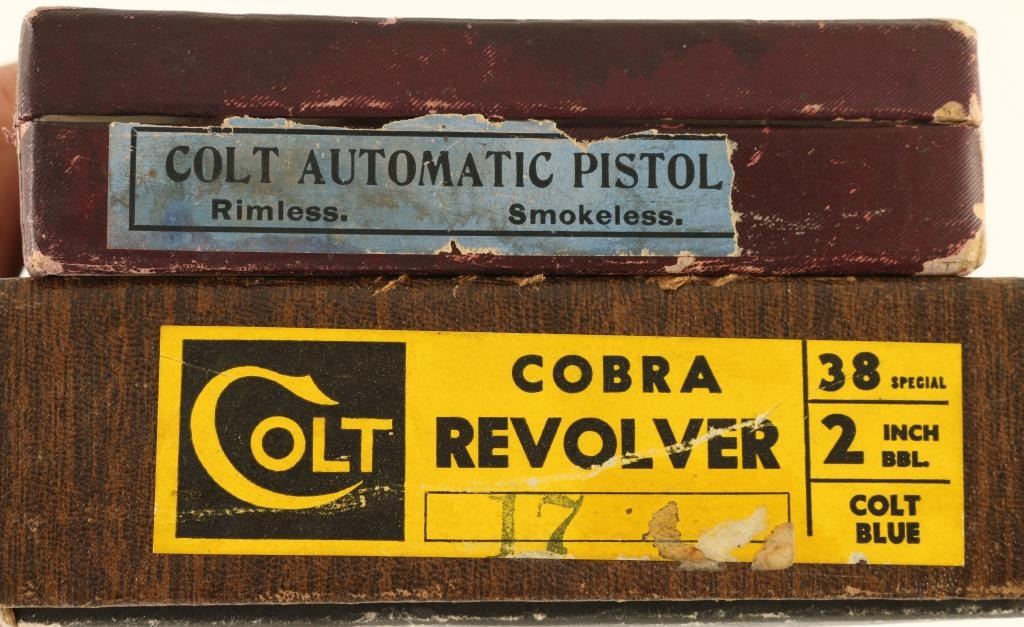 COLT AUTOMATIC PISTOL
Rimless. Smokeless.
COLT
COBRA
REVOLVER
17
38 SPECIAL
2 INCH BBL.
COLT
BLUE